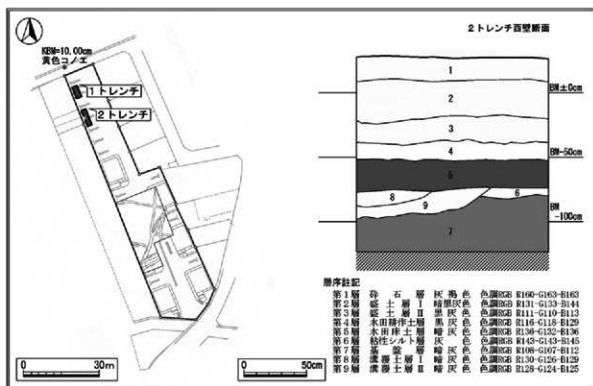 KBM=10.00cm
黄色コノエ
1トレンチ
2トレンチ
30m
2トレンチ西壁断面
1
2
3
4
5
6
7
8
9
BM±0cm
BM-50cm
BM
-100cm
50cm
層序註記
第1層 砕石層 灰褐色 色調RGB R160-G163-B163
第2層 盛土層Ⅰ 暗黒灰色 色調RGB R131-G133-B144
第3層 盛土層Ⅱ 黒灰色 色調RGB R111-G110-B113
第4層 水田耕作土層 黒灰色 色調RGB R116-G118-B129
第5層 水田床土層 暗灰色 色調RGB R136-G132-B136
第6層 粘性シルト層 灰色 色調RGB R143-G143-B145
第7層 基盤層 暗灰色 色調RGB R108-G107-B112
第8層 溝覆土層Ⅰ 暗灰色 色調RGB R130-G126-B129
第9層 溝覆土層Ⅱ 暗灰色 色調RGB R128-G124-B125